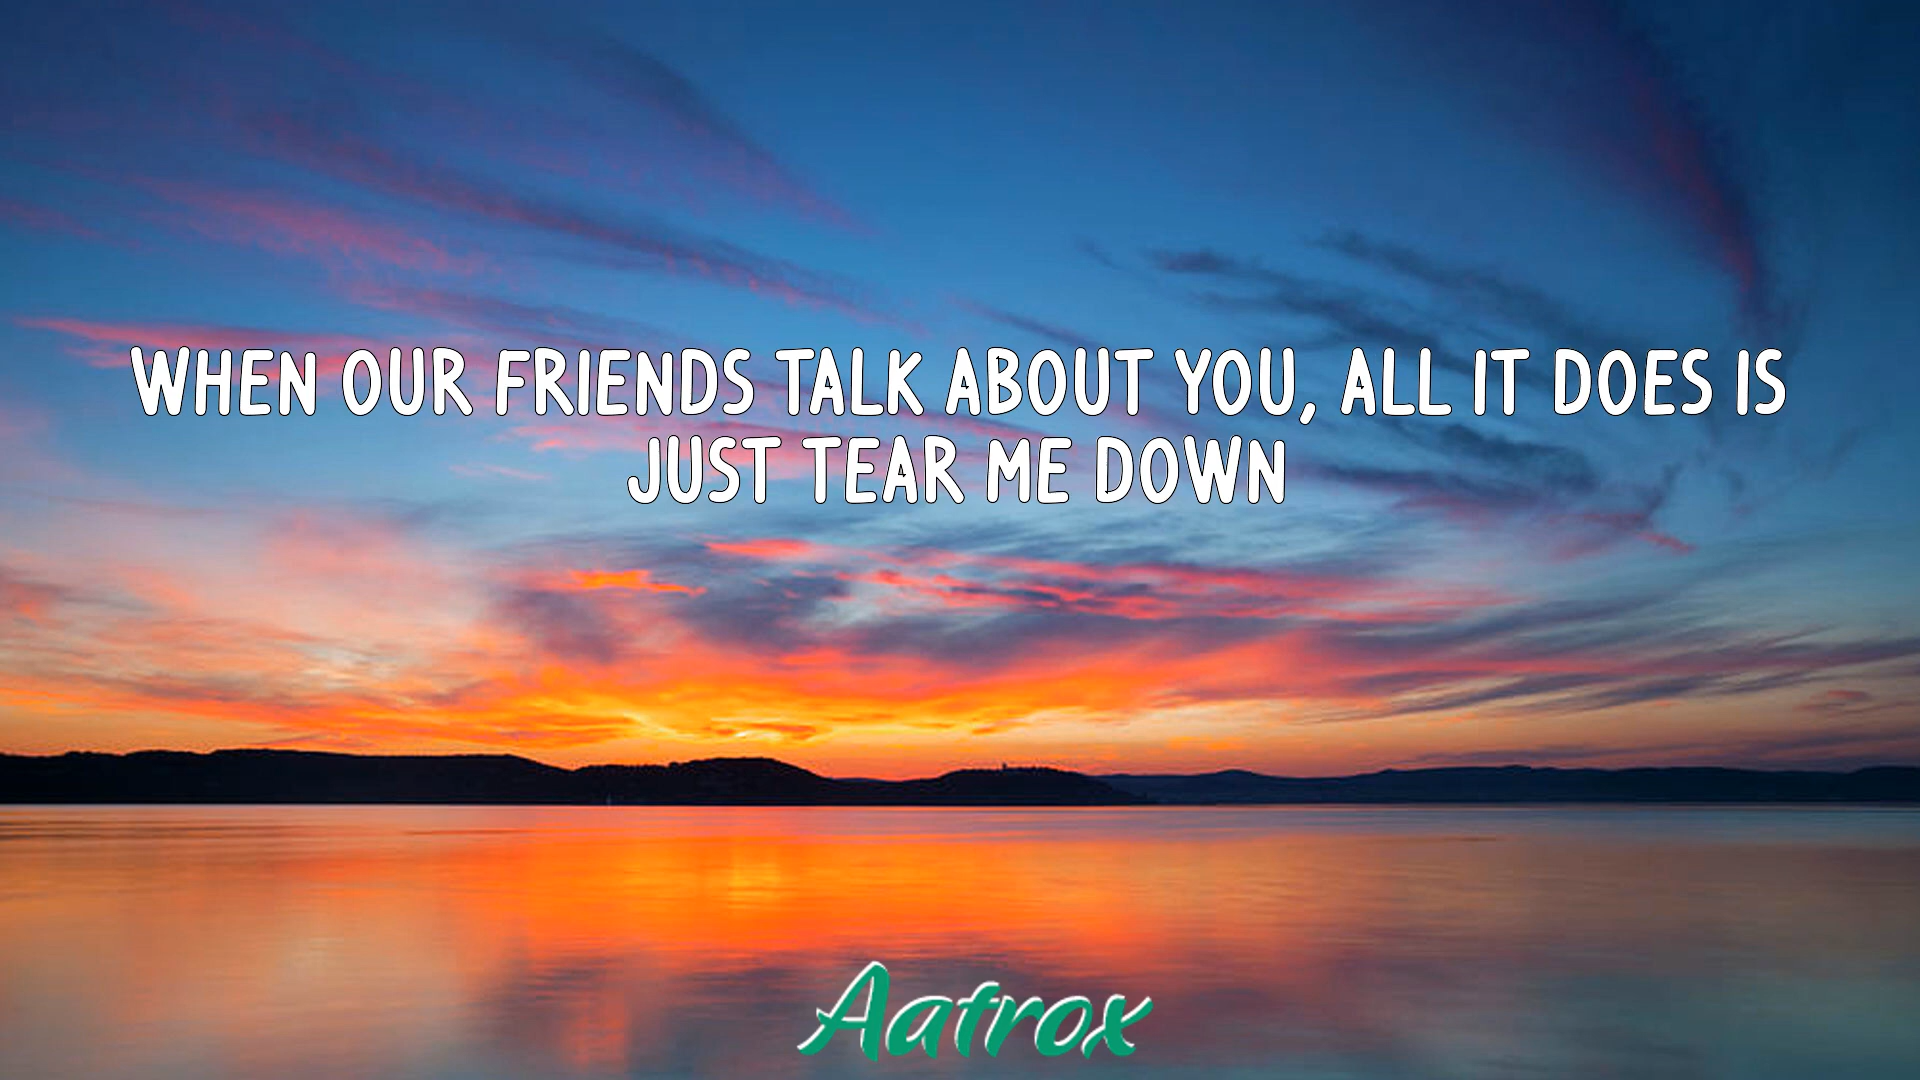 WHEN OUR FRIENDS TALK ABOUT YOU, ALL IT DOES IS
JUST TEAR ME DOWN
Aatrox